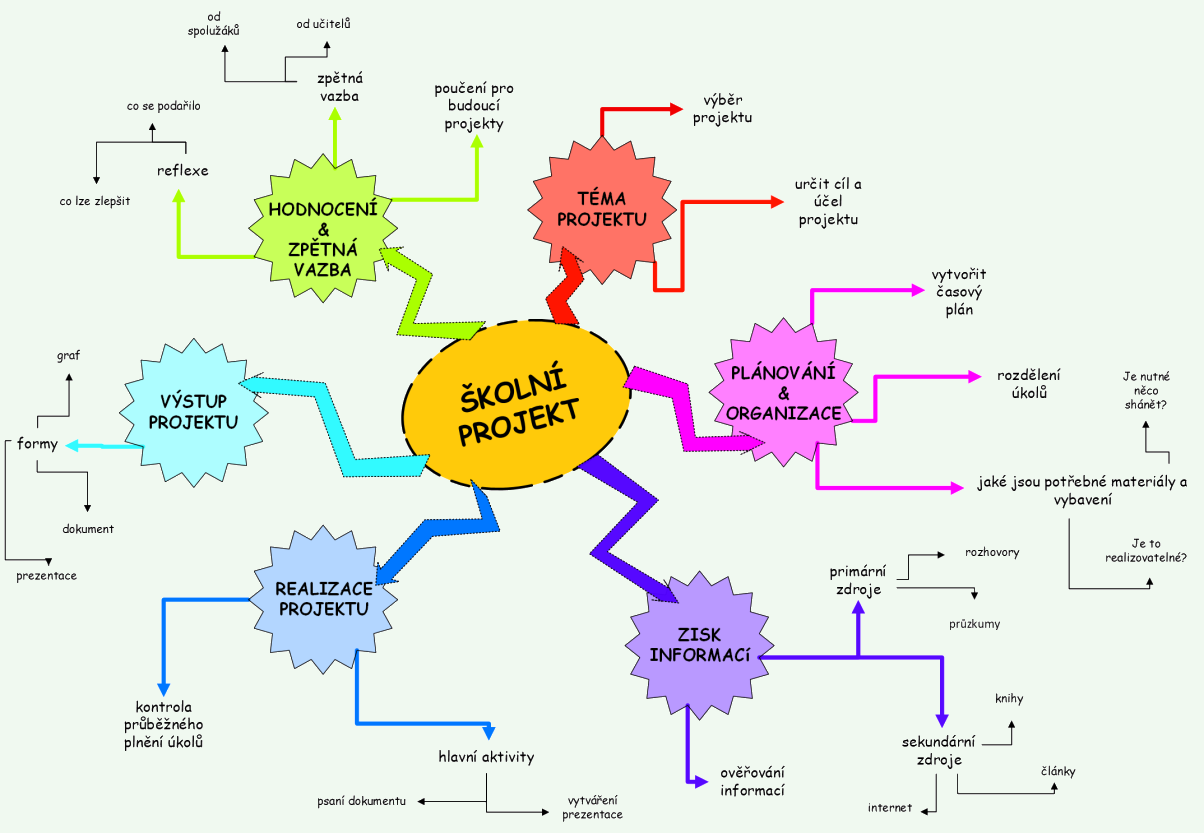 ŠKOLNÍ
PROJEKT
TÉMA
PROJEKTU
výběr
projektu
určit cíl a
účel
projektu
PLÁNOVÁNÍ
&
ORGANIZACE
vytvořit
časový
plán
rozdělení
úkolů
jaké jsou potřebné materiály a
vybavení
Je nutné
něco
shánět?
Je to
realizovatelné?
ZISK
INFORMACí
primární
zdroje
rozhovory
průzkumy
sekundární
zdroje
knihy
články
internet
ověřování
informací
REALIZACE
PROJEKTU
kontrola
průběžného
plnění úkolů
hlavní aktivity
psaní dokumentu
vytváření
prezentace
VÝSTUP
PROJEKTU
formy
graf
dokument
prezentace
HODNOCENÍ
&
ZPĚTNÁ
VAZBA
reflexe
co se podařilo
co lze zlepšit
zpětná
vazba
od
spolužáků
od učitelů
poučení pro
budoucí
projekty